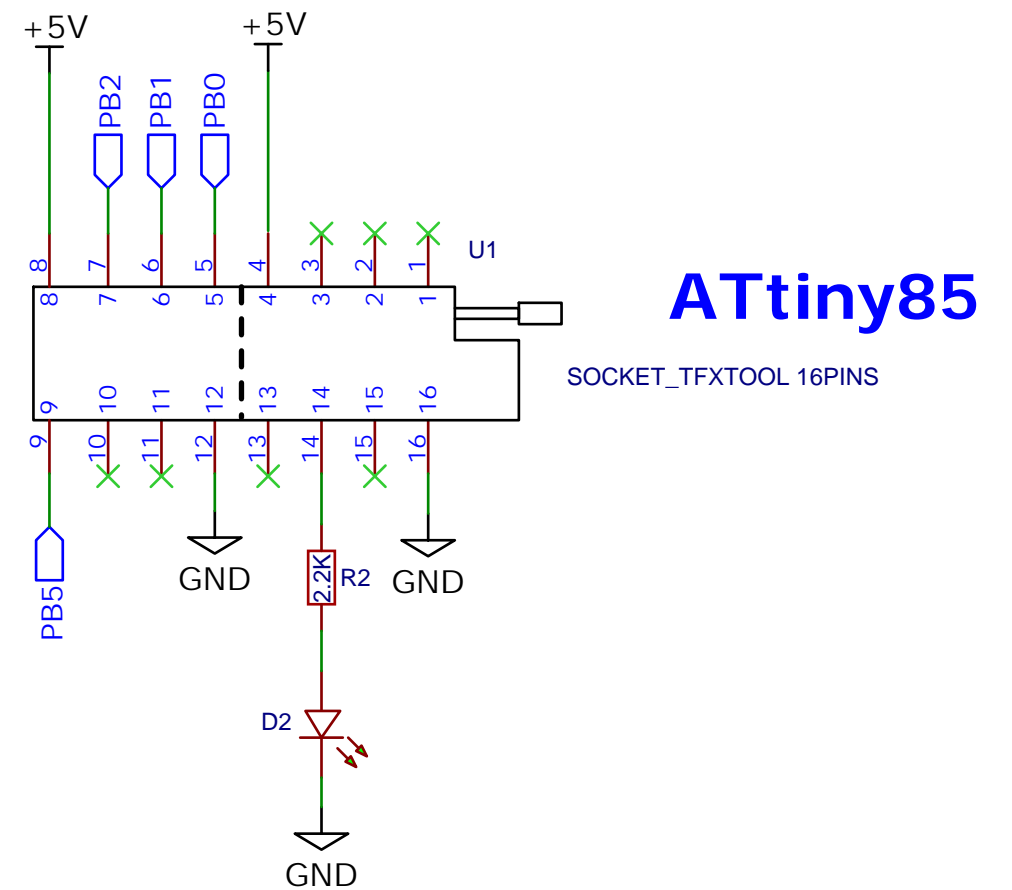 +5V
+5V
PB2
PB1
PB0
8
7
6
5
4
3
2
1
U1
8
7
6
5
4
3
2
1
ATtiny85
SOCKET_TFXTOOL 16PINS
9
10
11
12
13
14
15
16
9
10
11
12
13
14
15
16
PB5
GND
2.2K
R2
GND
D2
GND